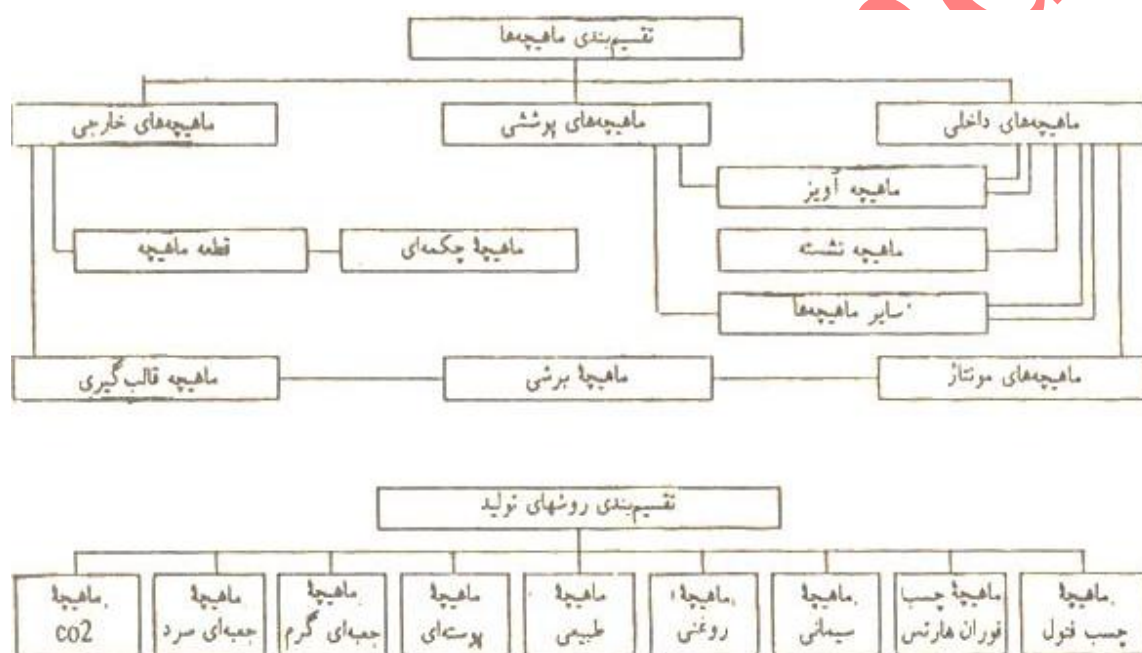 تقسیم‌بندی ماهیچه‌ها
ماهیچه‌های داخلی
ماهیچه‌های پوششی
ماهیچه‌های خارجی
ماهیچه آویز
ماهیچه نشسته
ماهیچهٔ چکمه‌ای
قطعه ماهیچه
سایر ماهیچه‌ها
ماهیچه‌های مونتاژ
ماهیچهٔ برشی
ماهیچه قالب‌گیری
تقسیم‌بندی روشهای تولید
ماهیچهٔ
چسب فنول
ماهیچهٔ چسب
فوران هارتس
ماهیچهٔ
سیمانی
ماهیچهٔ
روغنی
ماهیچهٔ
طبیعی
ماهیچهٔ
پوسته‌ای
ماهیچهٔ
جعبه‌ای گرم
ماهیچهٔ
جعبه‌ای سرد
ماهیچهٔ
co2